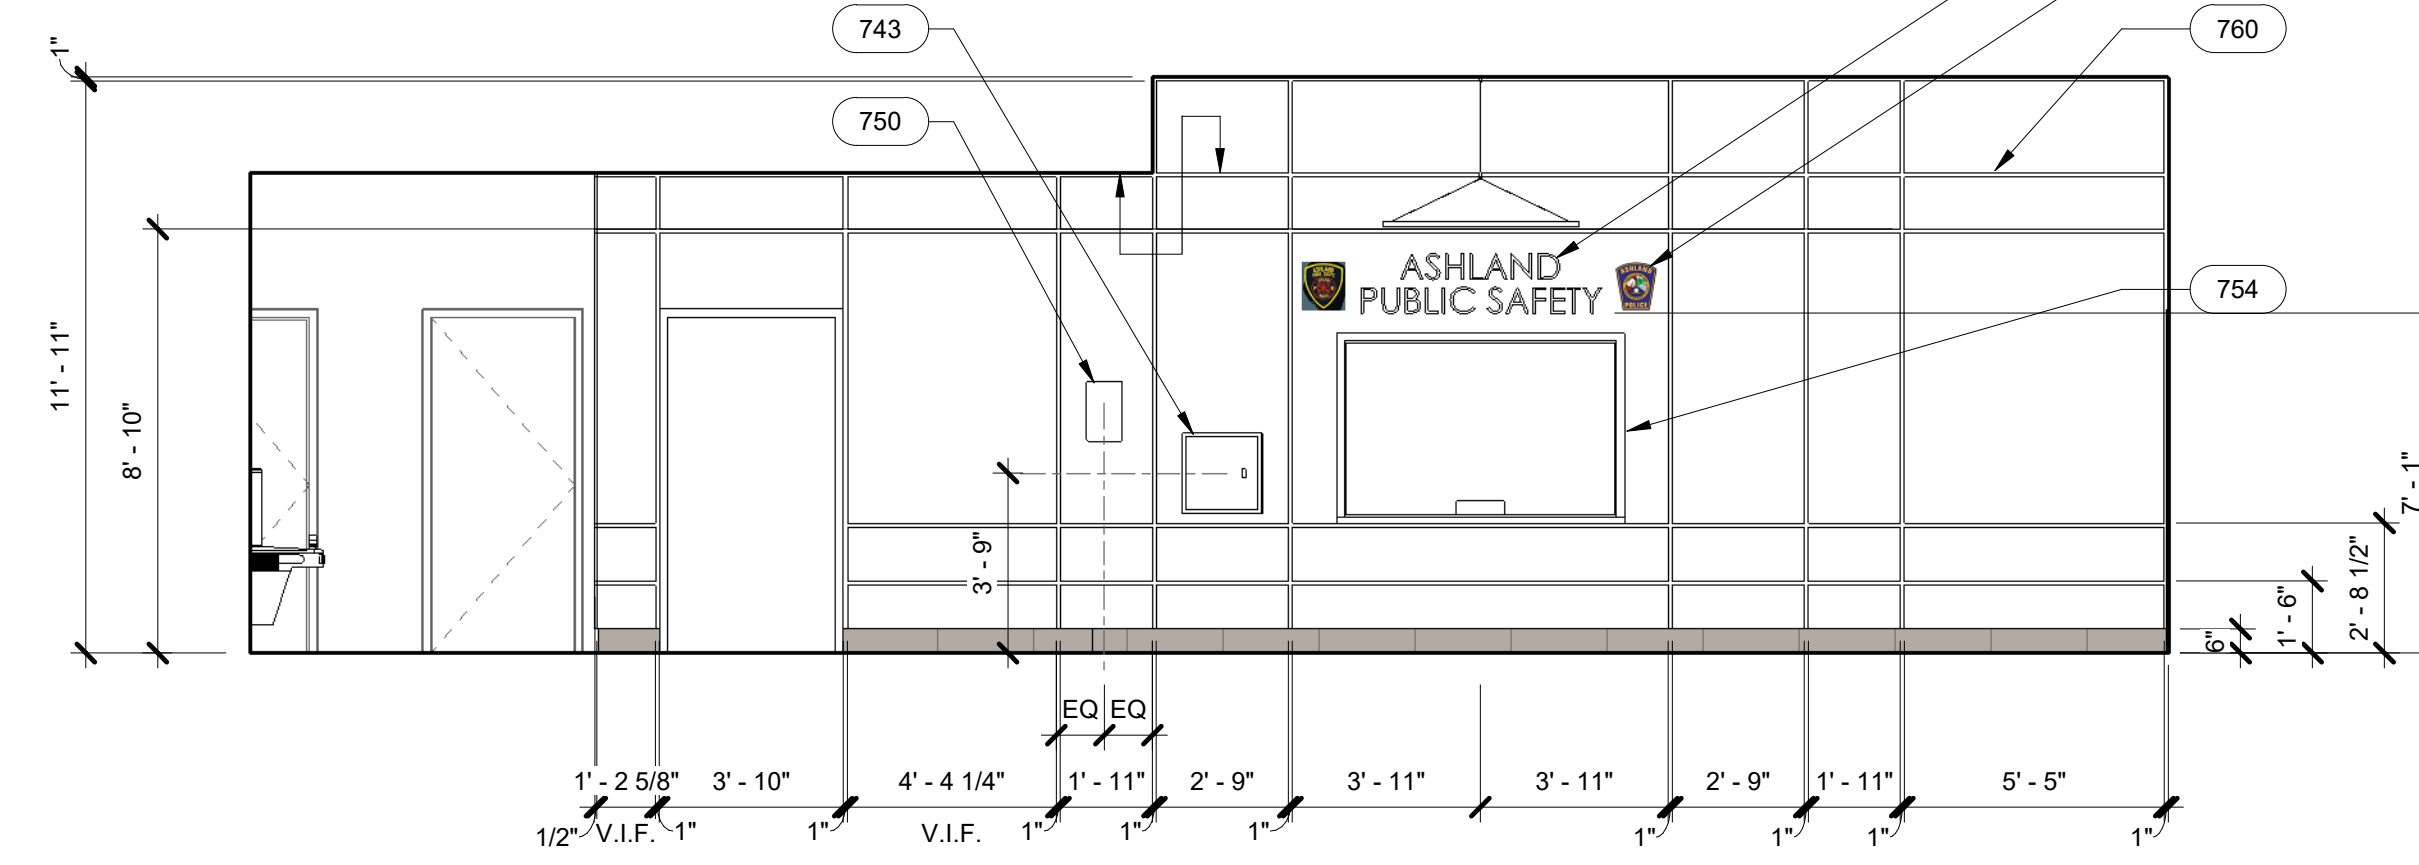 743
760
1"
750
ASHLAND
PUBLIC SAFETY
ASHLAND
POLICE
754
11' - 11"
8' - 10"
3' - 9"
7' - 1"
2' - 8 1/2"
1' - 6"
6"
EQ EQ
1' - 2 5/8" 3' - 10" 4' - 4 1/4" 1' - 11" 2' - 9" 3' - 11" 3' - 11" 2' - 9" 1' - 11" 5' - 5"
1/2" V.I.F. 1" 1" V.I.F. 1" 1" 1" 1" 1" 1" 1"